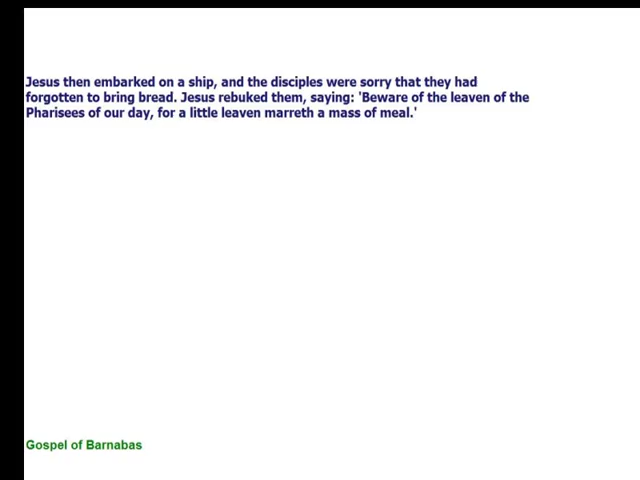 Jesus then embarked on a ship, and the disciples were sorry that they had
forgotten to bring bread. Jesus rebuked them, saying: 'Beware of the leaven of the
Pharisees of our day, for a little leaven marreth a mass of meal.'
Gospel of Barnabas